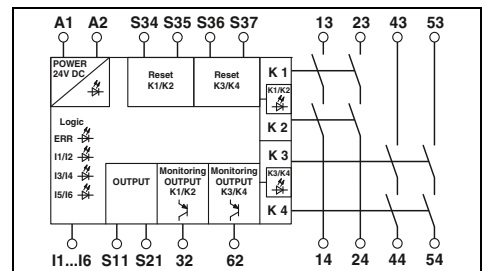 A1 A2 S34 S35 S36 S37 13 23 43 53
POWER
24V DC
Reset
K1/K2
Reset
K3/K4
K 1
K1/K2
K 2
Logic
ERR
I1/I2
I3/I4
I5/I6
K 3
K3/K4
K 4
OUTPUT
Monitoring
OUTPUT
K1/K2
Monitoring
OUTPUT
K3/K4
I1...I6 S11 S21 32 62 14 24 44 54